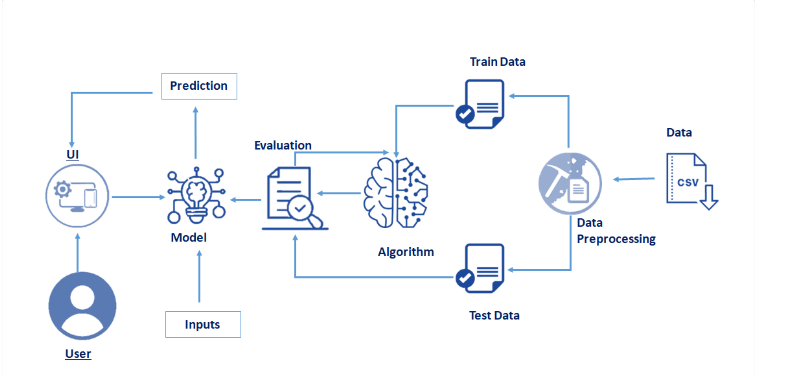 Train Data
Prediction
Evaluation
Data
UI
CSV
Model
Data
Preprocessing
Algorithm
Inputs
Test Data
User